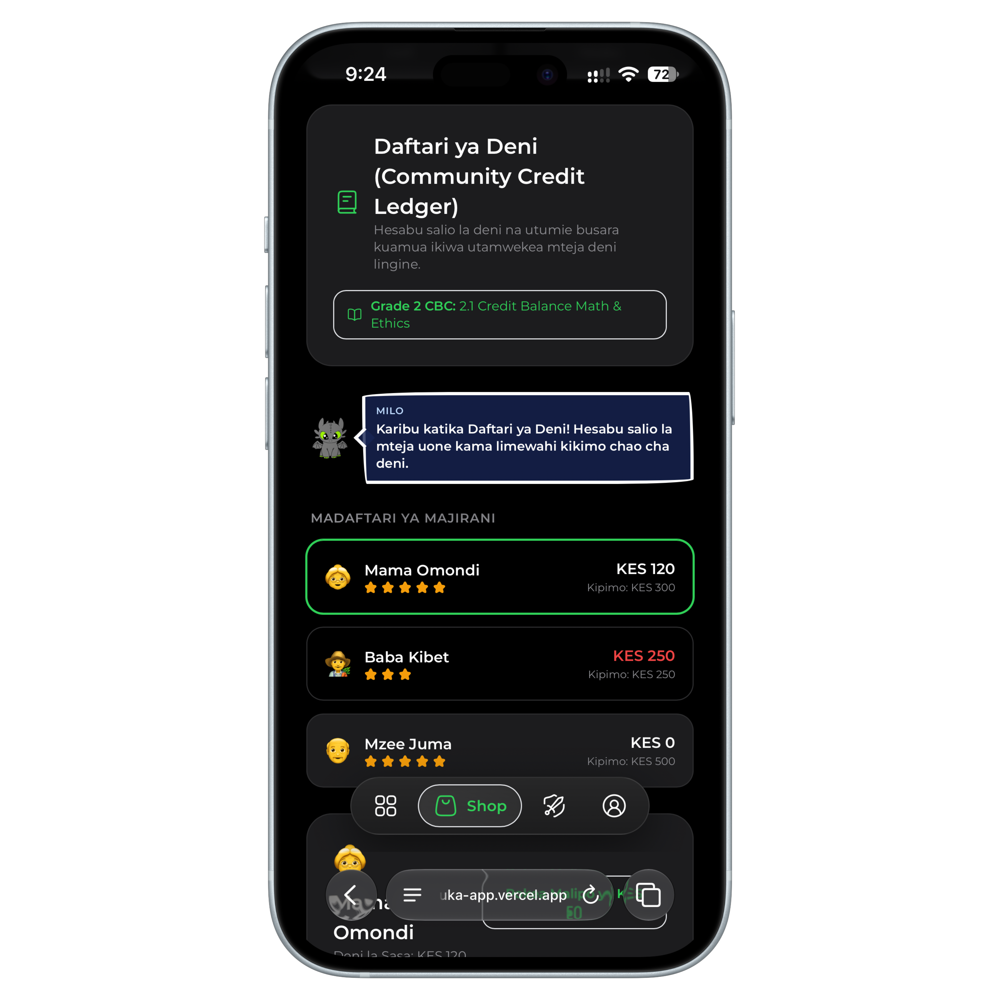 9:24
72
Daftari ya Deni
(Community Credit
Ledger)
Hesabu salio la deni na utumie busara
kuamua ikiwa utamwekea mteja deni
lingine.
Grade 2 CBC: 2.1 Credit Balance Math &
Ethics
MILO
Karibu katika Daftari ya Deni! Hesabu salio la
mteja uone kama limewahi kikimo chao cha
deni.
MADAFTARI YA MAJIRANI
Mama Omondi
KES 120
Kipimo: KES 300
Baba Kibet
KES 250
Kipimo: KES 250
Mzee Juma
KES 0
Kipimo: KES 500
Shop
uka-app.vercel.app
Omondi
Deni la Sasa: KES 120